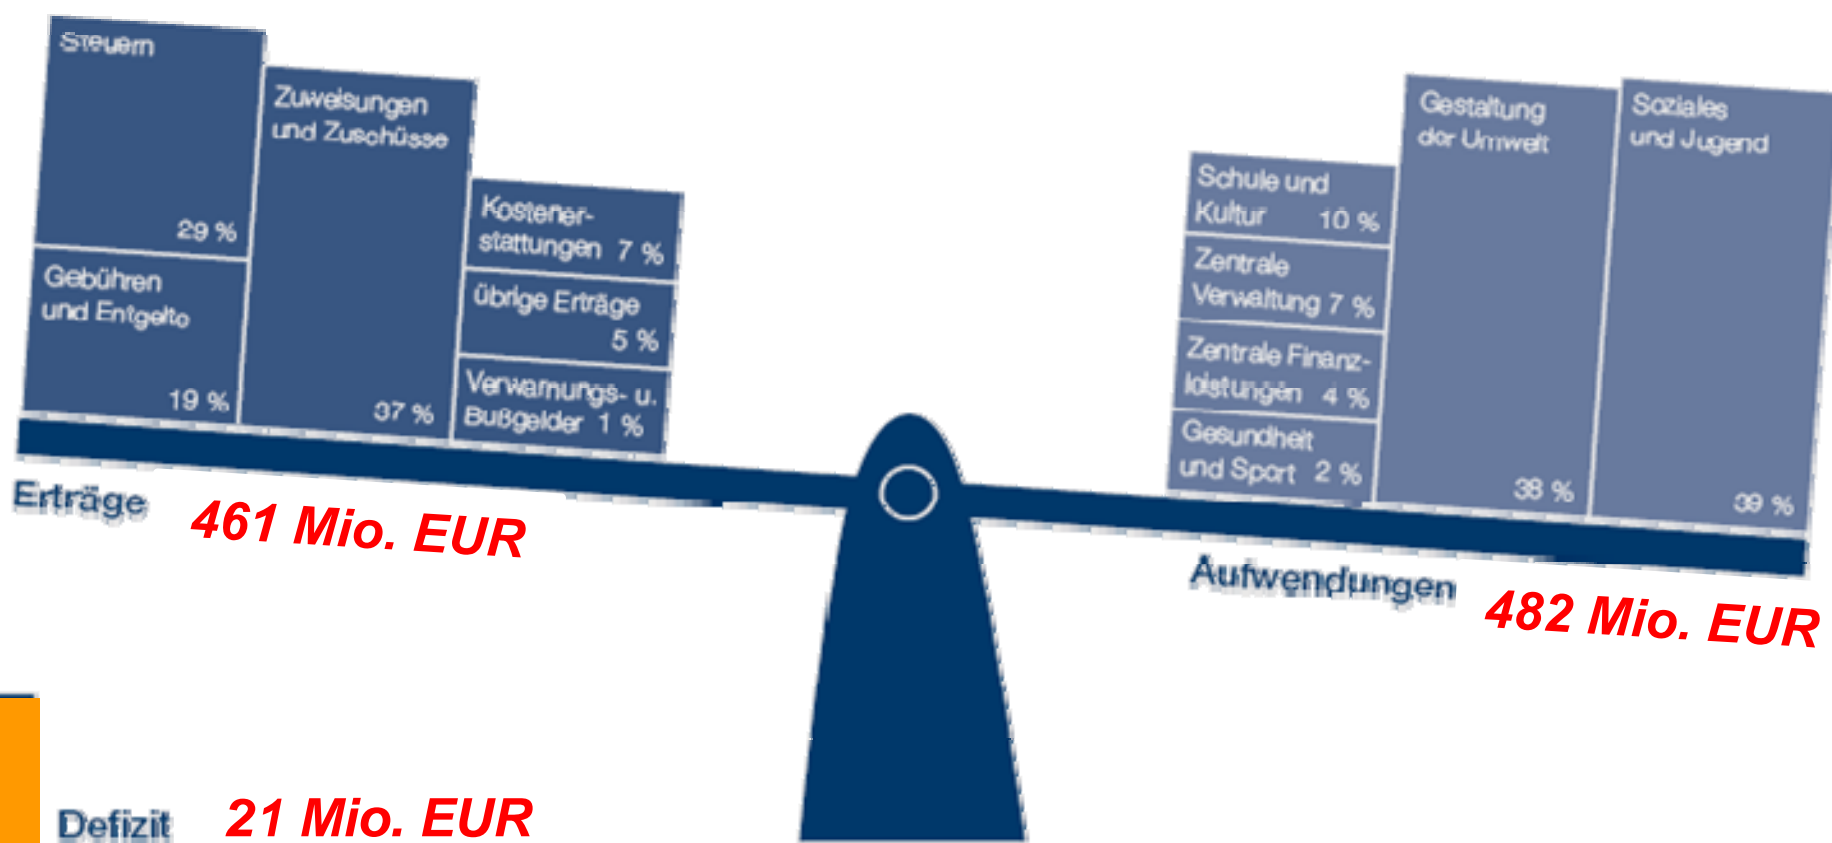 Steuern
29 %
Gebühren
und Entgelte
19 %
Zuweisungen
und Zuschüsse
37 %
Kostener-
stattungen 7 %
übrige Erträge
5 %
Verwarnungs- u.
Bußgelder 1 %
Erträge 461 Mio. EUR
Schule und
Kultur 10 %
Zentrale
Verwaltung 7 %
Zentrale Finanz-
leistungen 4 %
Gesundheit
und Sport 2 %
Gestaltung
der Umwelt
38 %
Soziales
und Jugend
39 %
Aufwendungen 482 Mio. EUR
Defizit 21 Mio. EUR